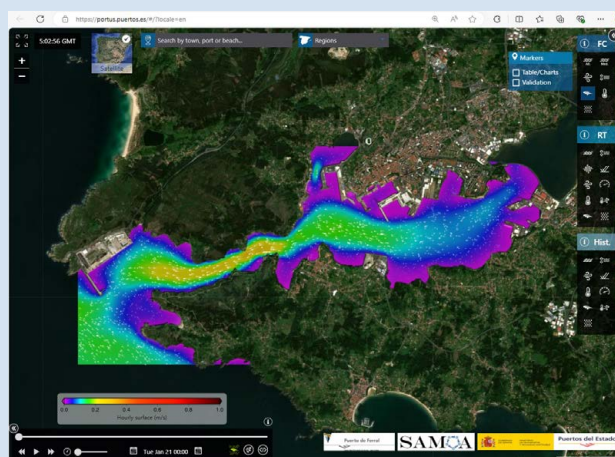 https://portus.puertos.es/#/?locale=en
5:02:56 GMT
Satellite
Search by town, port or beach...
Regions
Markers
Table/Charts
Validation
FC
RT
Hist.
0.0 0.2 0.4 0.6 0.8 1.0
Hourly surface (m/s)
Tue Jan 21 00:00
Puerto de Ferrol
SAMOA
Puertos del Estado